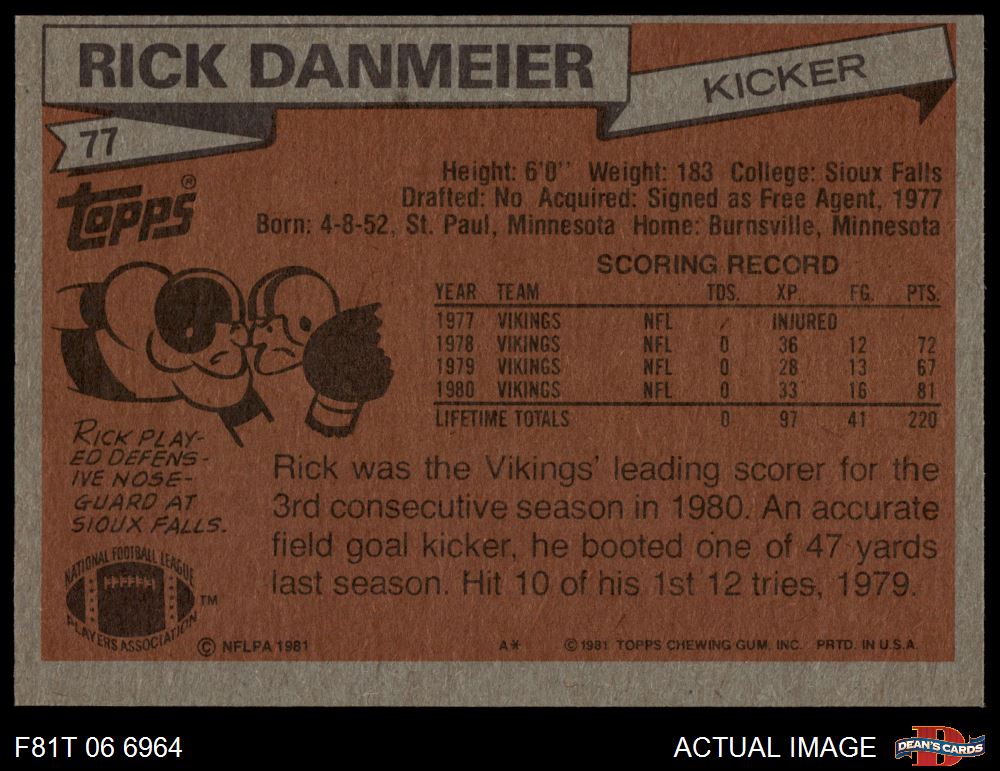 RICK DANMEIER
KICKER
77
topps®
Height: 6'0" Weight: 183 College: Sioux Falls
Drafted: No Acquired: Signed as Free Agent, 1977
Born: 4-8-52, St. Paul, Minnesota Home: Burnsville, Minnesota
SCORING RECORD
YEAR TEAM TDS. XP. FG. PTS.
1977 VIKINGS NFL INJURED
1978 VIKINGS NFL 0 36 12 72
1979 VIKINGS NFL 0 28 13 67
1980 VIKINGS NFL 0 33 16 81
LIFETIME TOTALS 0 97 41 220
RICK PLAY-
ED DEFENS-
IVE NOSE-
GUARD AT
SIOUX FALLS.
Rick was the Vikings' leading scorer for the
3rd consecutive season in 1980. An accurate
field goal kicker, he booted one of 47 yards
last season. Hit 10 of his 1st 12 tries, 1979.
NATIONAL FOOTBALL LEAGUE
PLAYERS ASSOCIATION
TM
© NFLPA 1981
A* © 1981 TOPPS CHEWING GUM, INC. PRTD. IN U.S.A.
F81T 06 6964
ACTUAL IMAGE
D
DEAN'S CARDS